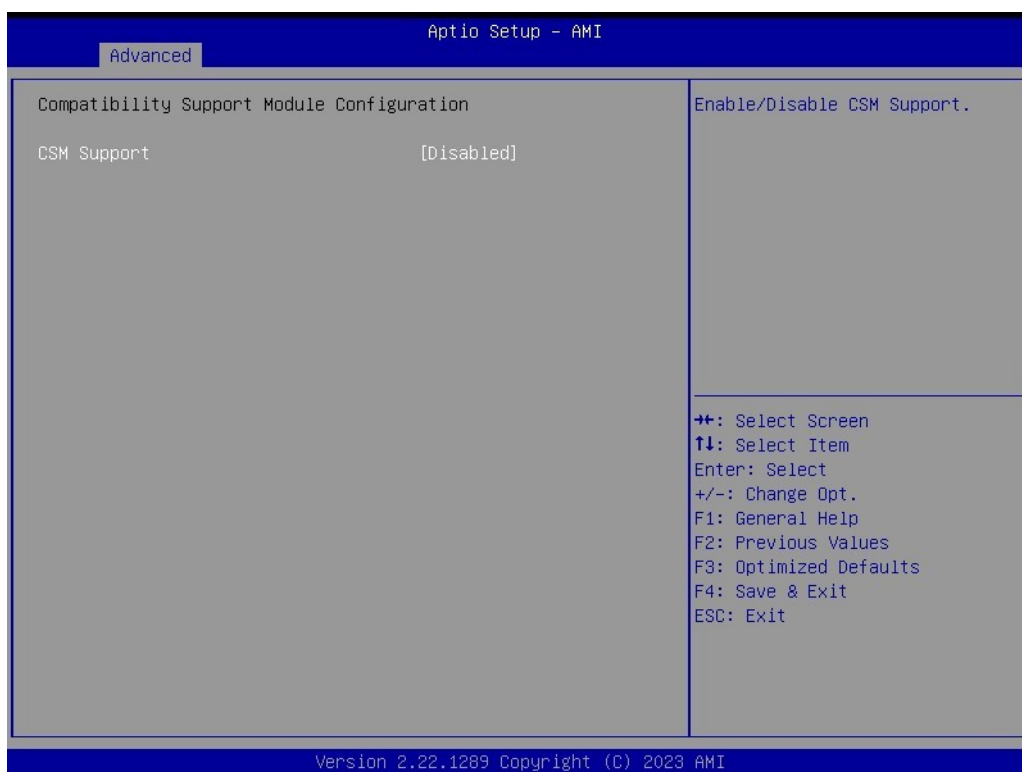 Aptio Setup – AMI
Advanced
Compatibility Support Module Configuration
CSM Support [Disabled]
Enable/Disable CSM Support.
→←: Select Screen
↑↓: Select Item
Enter: Select
+/-: Change Opt.
F1: General Help
F2: Previous Values
F3: Optimized Defaults
F4: Save & Exit
ESC: Exit
Version 2.22.1289 Copyright (C) 2023 AMI